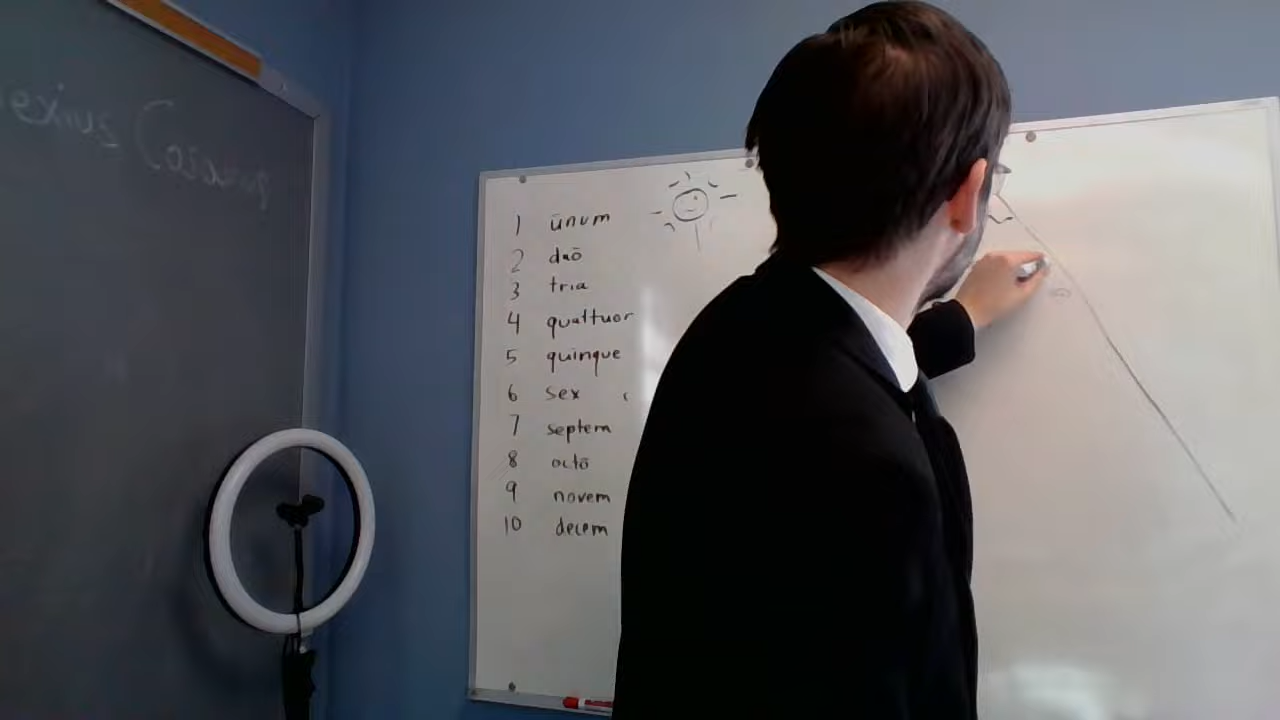 1 ūnum
2 duō
3 tria
4 quattuor
5 quīnque
6 sex
7 septem
8 octō
9 novem
10 decem